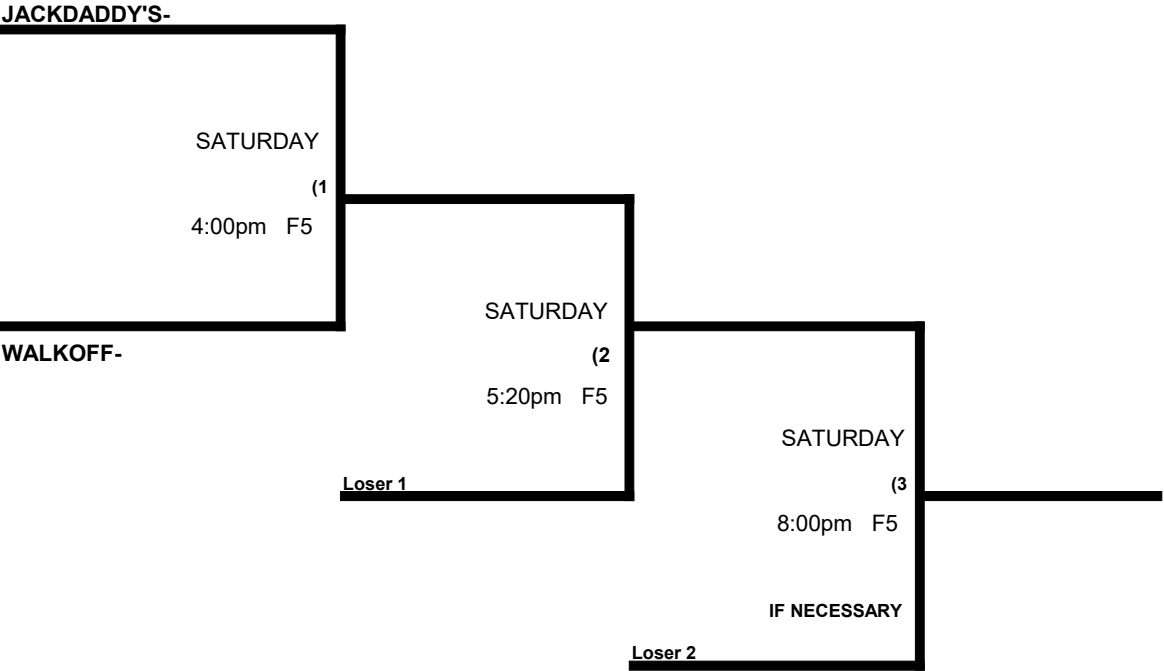 JACKDADDY'S-
SATURDAY
(1
4:00pm F5
WALKOFF-
SATURDAY
(2
5:20pm F5
Loser 1
SATURDAY
(3
8:00pm F5
IF NECESSARY
Loser 2